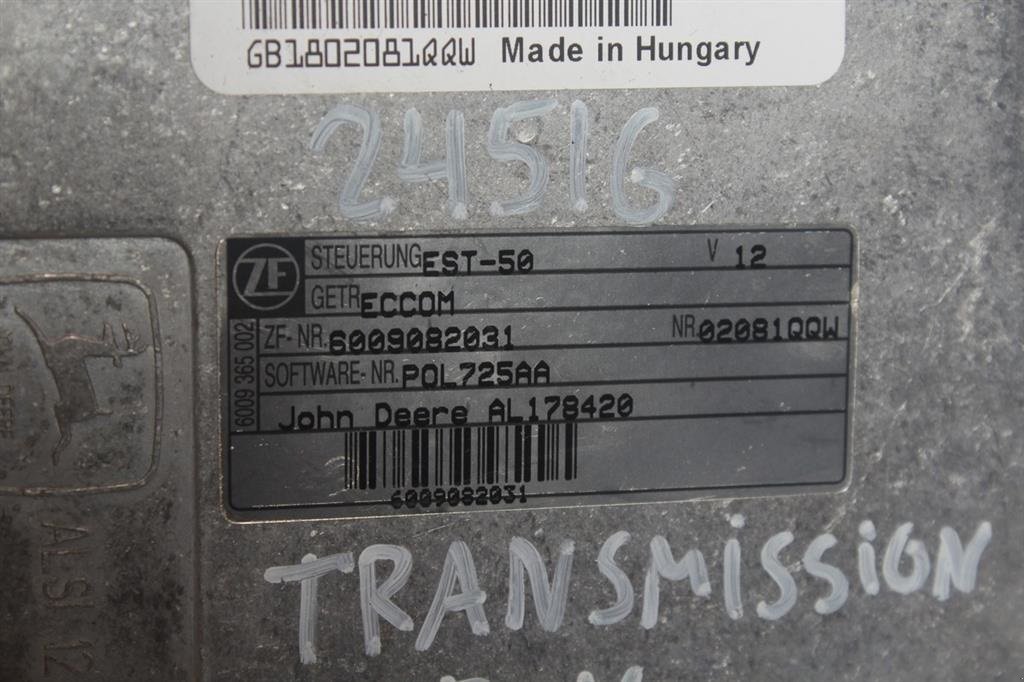 GB1802081QQW Made in Hungary
24516
ZF STEUERUNG EST-50 V 12
GETR ECCOM
ZF- NR. 6009082031 NR. 02081QQW
SOFTWARE- NR. POL725AA
6009 365 002
John Deere AL178420
6009082031
ALSI 12
TRANSMISSION